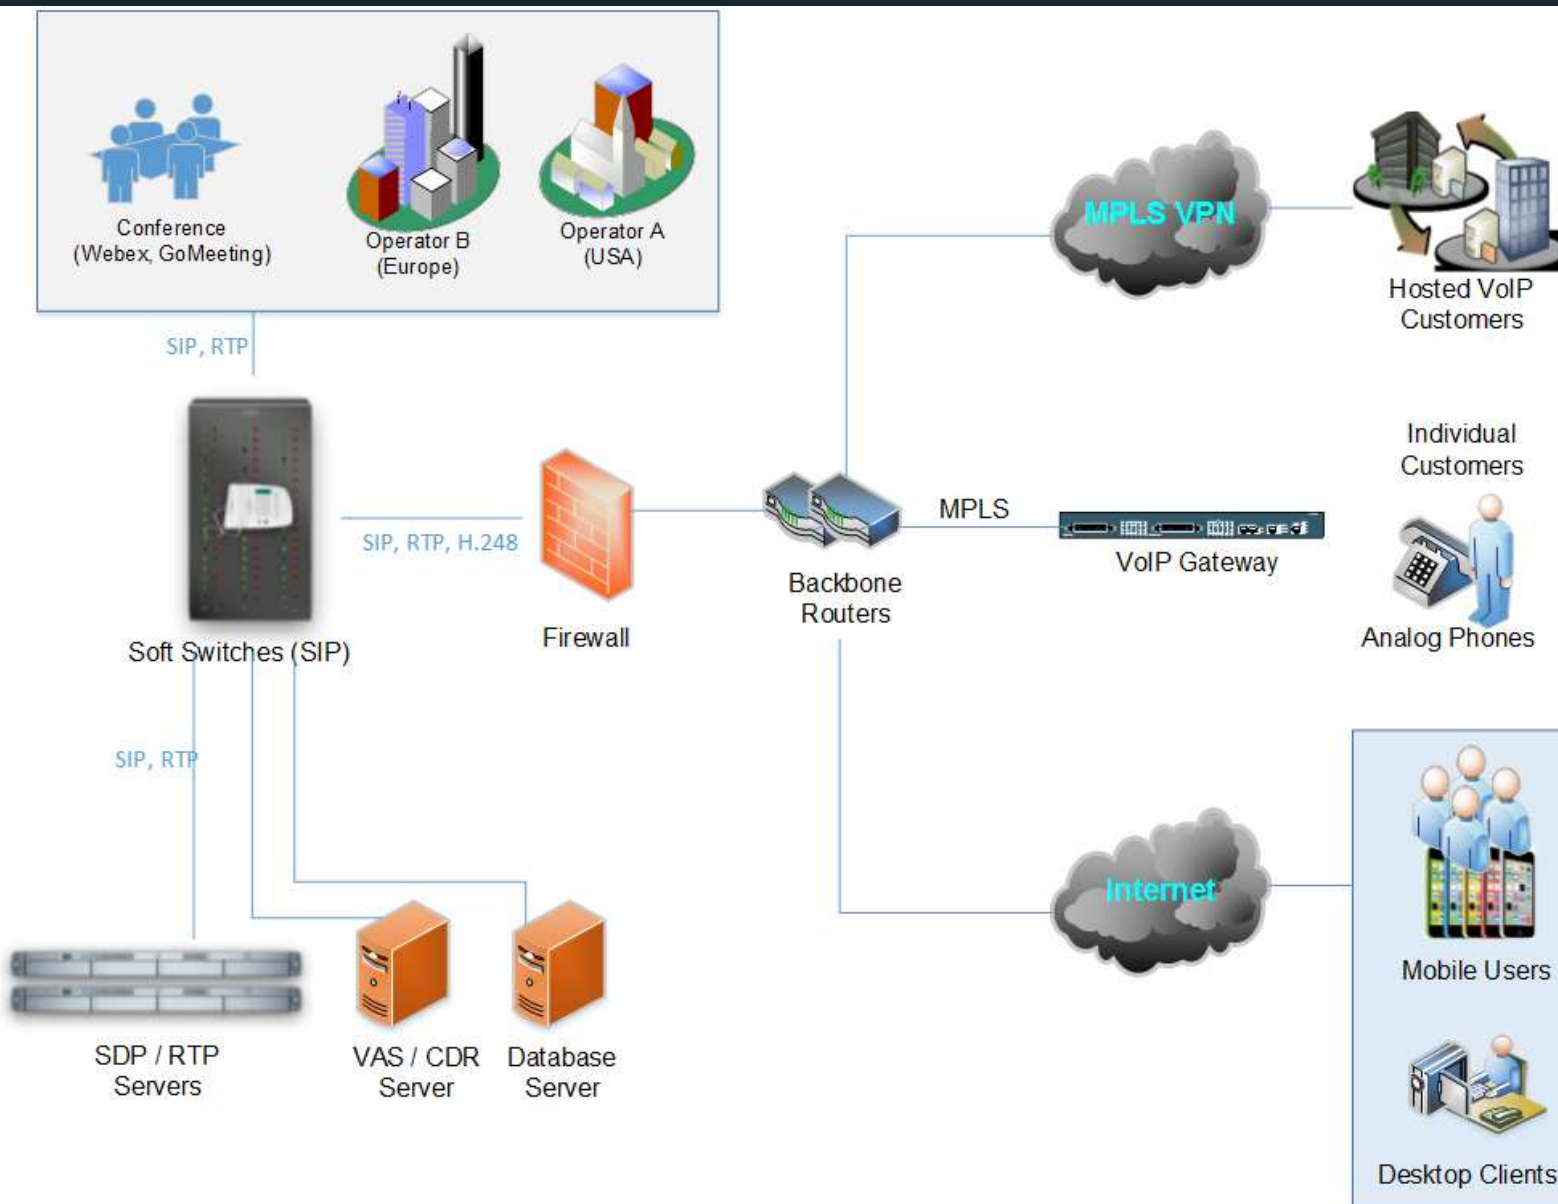 Conference
(Webex, GoMeeting)
Operator B
(Europe)
Operator A
(USA)
MPLS VPN
Hosted VoIP
Customers
SIP, RTP
Individual
Customers
SIP, RTP, H.248
MPLS
VoIP Gateway
Backbone
Routers
Firewall
Analog Phones
Soft Switches (SIP)
SIP, RTP
Internet
Mobile Users
SDP / RTP
Servers
VAS / CDR
Server
Database
Server
Desktop Clients